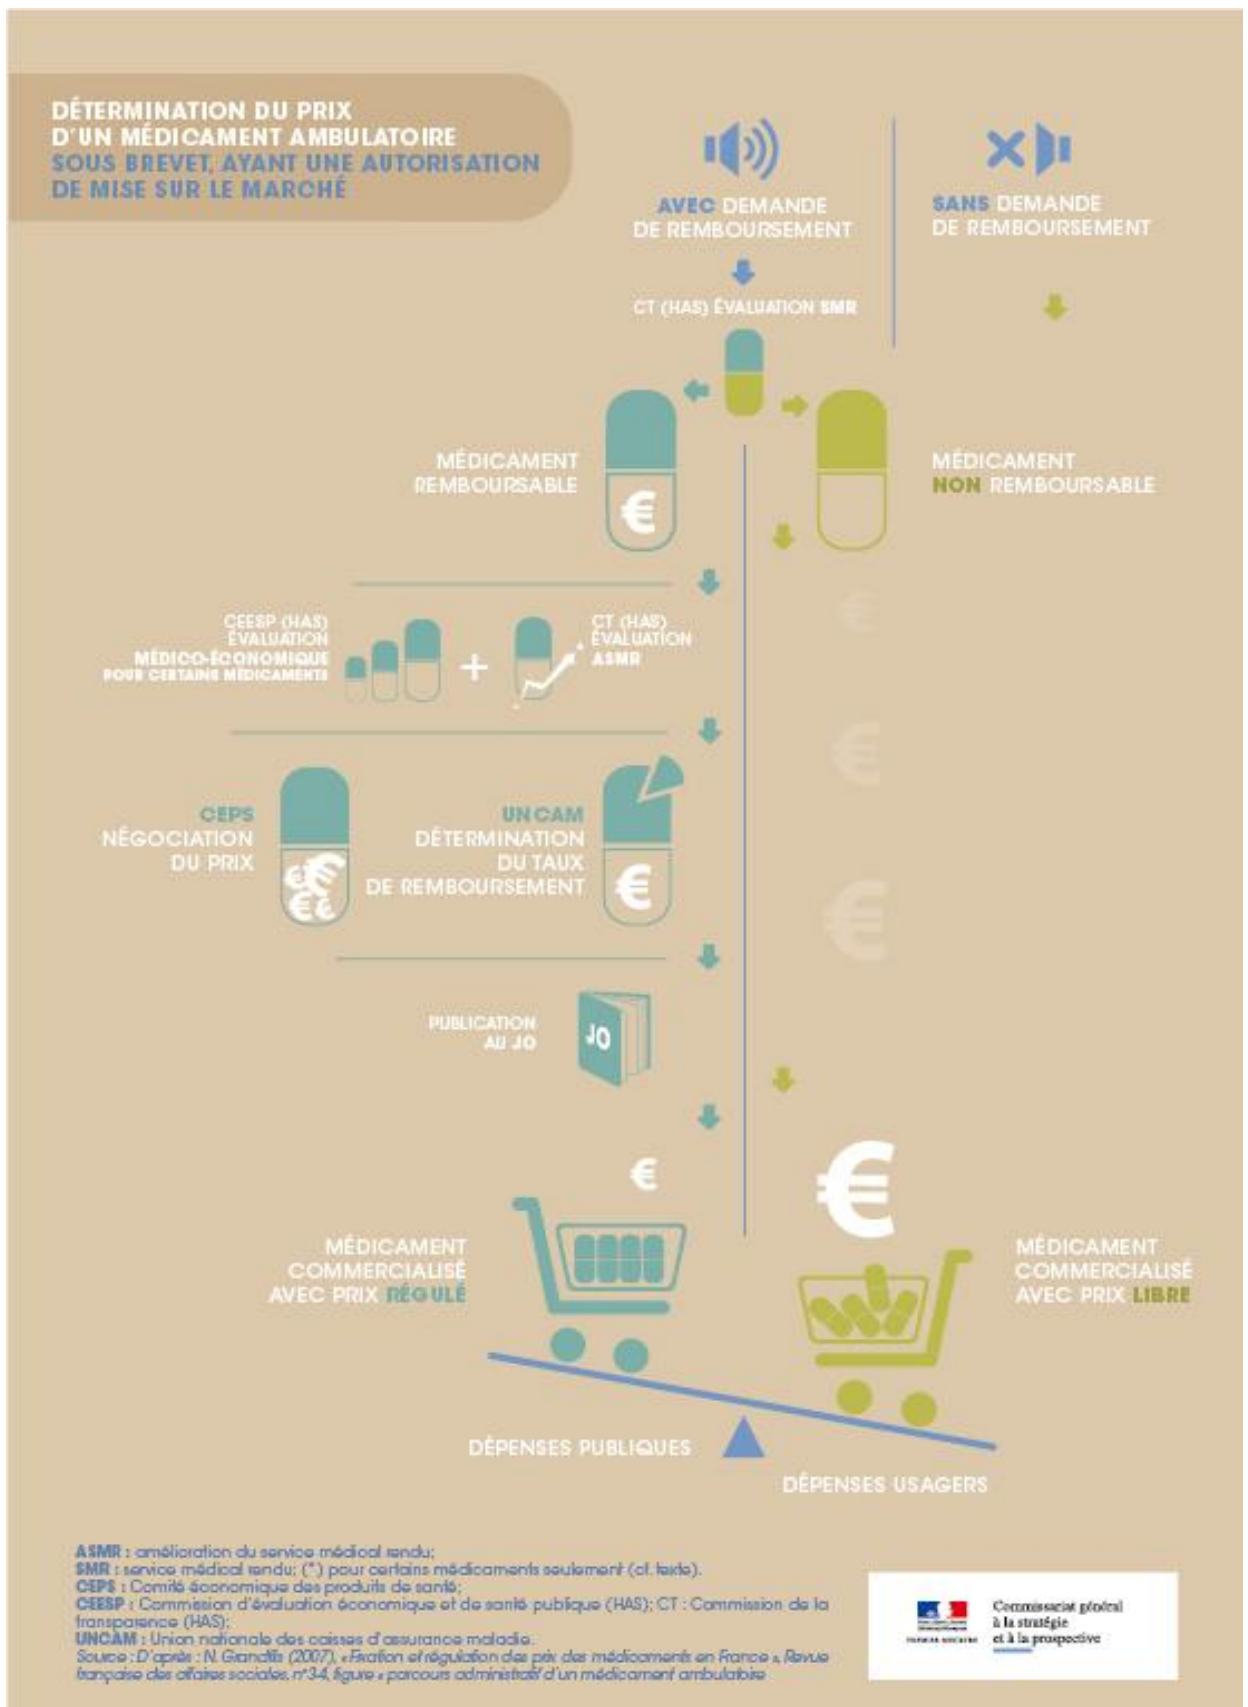 DÉTERMINATION DU PRIX
D'UN MÉDICAMENT AMBULATOIRE
SOUS BREVET, AYANT UNE AUTORISATION
DE MISE SUR LE MARCHÉ
AVEC DEMANDE
DE REMBOURSEMENT
SANS DEMANDE
DE REMBOURSEMENT
CT (HAS) ÉVALUATION SMR
MÉDICAMENT
REMBOURSABLE
€
MÉDICAMENT
NON REMBOURSABLE
€
CEESP (HAS)
ÉVALUATION
MÉDICO-ÉCONOMIQUE
POUR CERTAINS MÉDICAMENTS
+
CT (HAS)
ÉVALUATION
ASMR
€
CEPS
NÉGOCIATION
DU PRIX
€€€€
UNCAM
DÉTERMINATION
DU TAUX
DE REMBOURSEMENT
€
€
PUBLICATION
AU JO
JO
€
€
MÉDICAMENT
COMMERCIALISÉ
AVEC PRIX RÉGULÉ
MÉDICAMENT
COMMERCIALISÉ
AVEC PRIX LIBRE
DÉPENSES PUBLIQUES
DÉPENSES USAGERS
ASMR : amélioration du service médical rendu;
SMR : service médical rendu; (*) pour certains médicaments seulement (cf. texte).
CEPS : Comité économique des produits de santé;
CEESP : Commission d'évaluation économique et de santé publique (HAS); CT : Commission de la
transparence (HAS);
UNCAM : Union nationale des caisses d'assurance maladie.
Source : D'après : N. Grandfils (2007), « Fixation et régulation des prix des médicaments en France », Revue
française des affaires sociales, n°3-4, figure « parcours administratif d'un médicament ambulatoire
Commissariat général
à la stratégie
et à la prospective